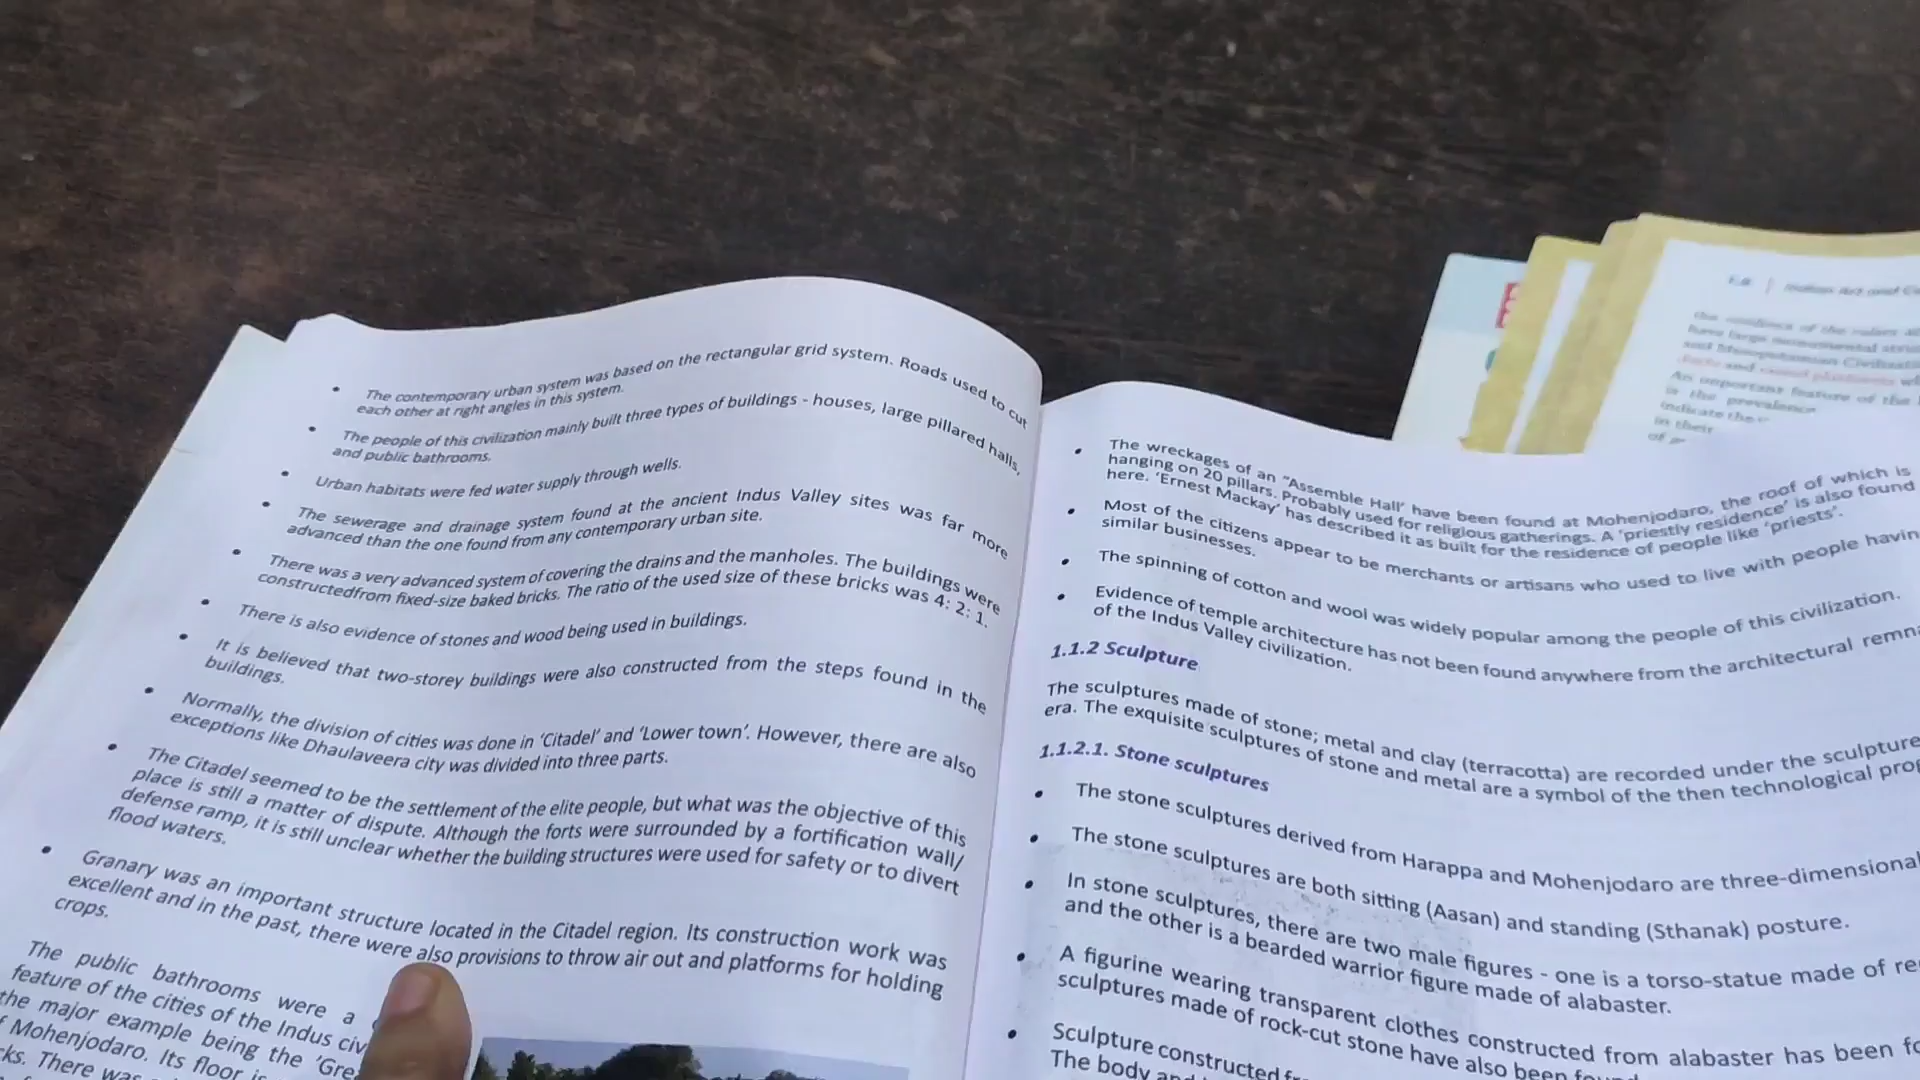 The contemporary urban system was based on the rectangular grid system. Roads used to cut
each other at right angles in this system.
The people of this civilization mainly built three types of buildings - houses, large pillared halls,
and public bathrooms.
Urban habitats were fed water supply through wells.
The sewerage and drainage system found at the ancient Indus Valley sites was far more
advanced than the one found from any contemporary urban site.
There was a very advanced system of covering the drains and the manholes. The buildings were
constructedfrom fixed-size baked bricks. The ratio of the used size of these bricks was 4: 2: 1.
There is also evidence of stones and wood being used in buildings.
It is believed that two-storey buildings were also constructed from the steps found in the
buildings.
Normally, the division of cities was done in 'Citadel' and 'Lower town'. However, there are also
exceptions like Dhaulaveera city was divided into three parts.
The Citadel seemed to be the settlement of the elite people, but what was the objective of this
place is still a matter of dispute. Although the forts were surrounded by a fortification wall/
defense ramp, it is still unclear whether the building structures were used for safety or to divert
flood waters.
Granary was an important structure located in the Citadel region. Its construction work was
excellent and in the past, there were also provisions to throw air out and platforms for holding
crops.
The public bathrooms were a
feature of the cities of the Indus civ
the major example being the 'Gre
Mohenjodaro. Its floor is
cks. There was
The wreckages of an "Assemble Hall' have been found at Mohenjodaro, the roof of which is
hanging on 20 pillars. Probably used for religious gatherings. A 'priestly residence' is also found
here. 'Ernest Mackay' has described it as built for the residence of people like 'priests'.
Most of the citizens appear to be merchants or artisans who used to live with people havin
similar businesses.
The spinning of cotton and wool was widely popular among the people of this civilization.
Evidence of temple architecture has not been found anywhere from the architectural remna
of the Indus Valley civilization.
1.1.2 Sculpture
The sculptures made of stone; metal and clay (terracotta) are recorded under the sculpture
era. The exquisite sculptures of stone and metal are a symbol of the then technological prog
1.1.2.1. Stone sculptures
The stone sculptures derived from Harappa and Mohenjodaro are three-dimensional
The stone sculptures are both sitting (Aasan) and standing (Sthanak) posture.
In stone sculptures, there are two male figures - one is a torso-statue made of re
and the other is a bearded warrior figure made of alabaster.
A figurine wearing transparent clothes constructed from alabaster has been fo
sculptures made of rock-cut stone have also been foun
Sculpture constructed fr
The body and
An important feature of the
the prevalence
indicate the
in their